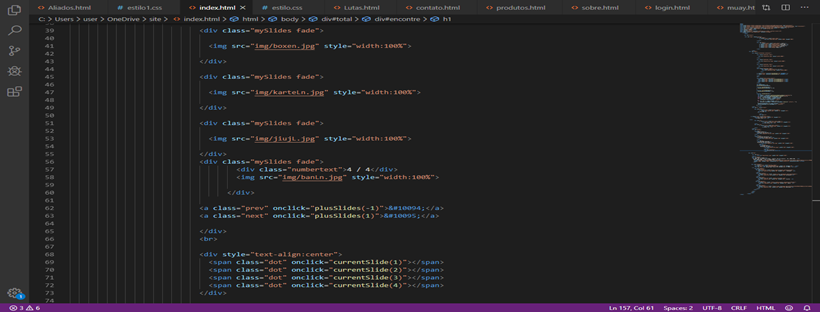 Aliados.html # estilo1.css index.html # estilo.css Lutas.html contato.html produtos.html sobre.html login.html muay.ht
C: > Users > user > OneDrive > site > index.html > html > body > div#total > div#encontre > h1
39 <div class="mySlides fade">
40
41 <img src="img/boxen.jpg" style="width:100%">
42
43 </div>
44
45 <div class="mySlides fade">
46
47 <img src="img/karteLn.jpg" style="width:100%">
48
49 </div>
50
51 <div class="mySlides fade">
52
53 <img src="img/jiujL.jpg" style="width:100%">
54
55 </div>
56 <div class="mySlides fade">
57 <div class="numbertext">4 / 4</div>
58 <img src="img/banLn.jpg" style="width:100%">
59
60 </div>
61
62 <a class="prev" onclick="plusSlides(-1)">&#10094;</a>
63 <a class="next" onclick="plusSlides(1)">&#10095;</a>
64
65 </div>
66 <br>
67
68 <div style="text-align:center">
69 <span class="dot" onclick="currentSlide(1)"></span>
70 <span class="dot" onclick="currentSlide(2)"></span>
71 <span class="dot" onclick="currentSlide(3)"></span>
72 <span class="dot" onclick="currentSlide(4)"></span>
73 </div>
74
3 6 Ln 157, Col 61 Spaces: 2 UTF-8 CRLF HTML